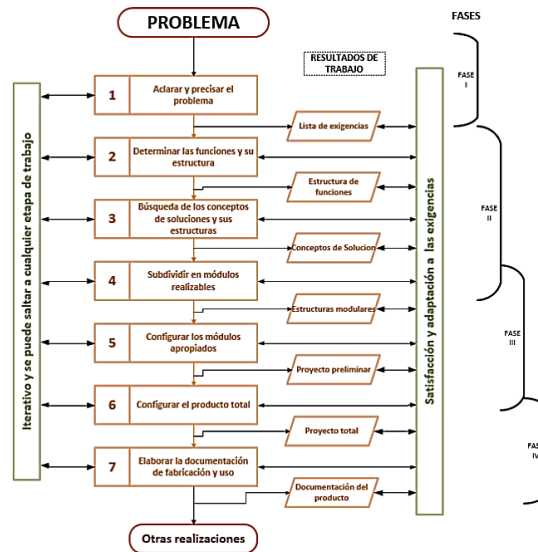 PROBLEMA
FASES
RESULTADOS DE
TRABAJO
FASE
I
1
Aclarar y precisar el
problema
Lista de exigencias
2
Determinar las funciones y su
estructura
Estructura de
funciones
FASE
II
3
Búsqueda de los conceptos
de soluciones y sus
estructuras
Conceptos de Solucion
4
Subdividir en módulos
realizables
Estructuras modulares
FASE
III
5
Configurar los módulos
apropiados
Proyecto preliminar
6
Configurar el producto total
Proyecto total
FASE
IV
7
Elaborar la documentación
de fabricación y uso
Documentación del
producto
Otras realizaciones
Iterativo y se puede saltar a cualquier etapa de trabajo
Satisfacción y adaptación a las exigencias